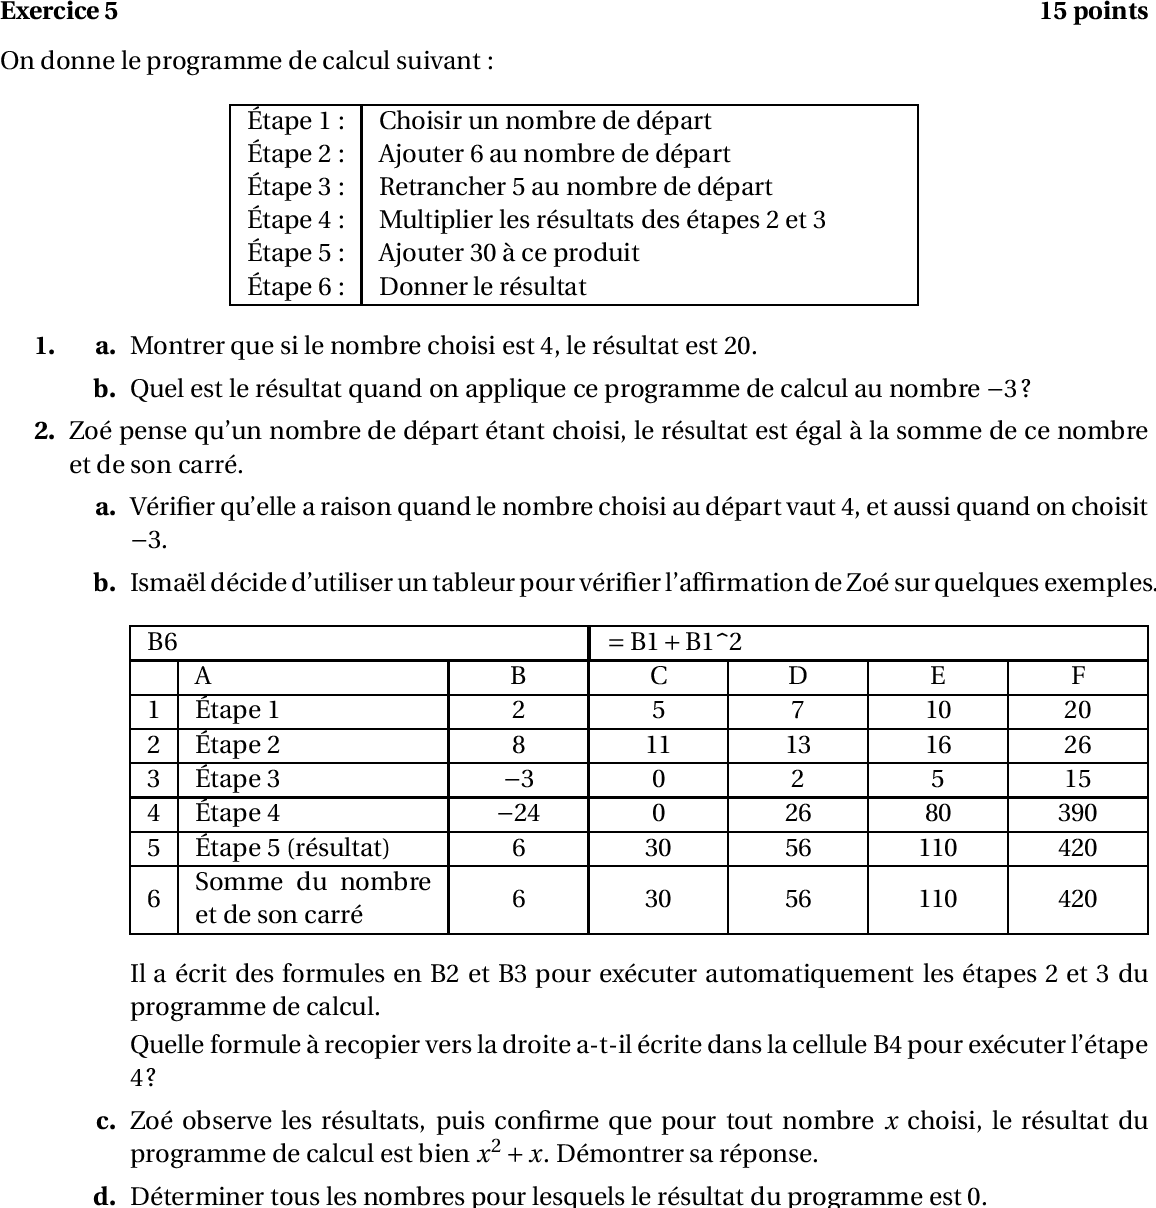 Exercice 5 15 points
On donne le programme de calcul suivant :
Étape 1 : Choisir un nombre de départ
Étape 2 : Ajouter 6 au nombre de départ
Étape 3 : Retrancher 5 au nombre de départ
Étape 4 : Multiplier les résultats des étapes 2 et 3
Étape 5 : Ajouter 30 à ce produit
Étape 6 : Donner le résultat
1. a. Montrer que si le nombre choisi est 4, le résultat est 20.
b. Quel est le résultat quand on applique ce programme de calcul au nombre −3 ?
2. Zoé pense qu’un nombre de départ étant choisi, le résultat est égal à la somme de ce nombre
et de son carré.
a. Vérifier qu’elle a raison quand le nombre choisi au départ vaut 4, et aussi quand on choisit
−3.
b. Ismaël décide d’utiliser un tableur pour vérifier l’affirmation de Zoé sur quelques exemples.
B6 = B1 + B1^2
A B C D E F
1 Étape 1 2 5 7 10 20
2 Étape 2 8 11 13 16 26
3 Étape 3 −3 0 2 5 15
4 Étape 4 −24 0 26 80 390
5 Étape 5 (résultat) 6 30 56 110 420
6 Somme du nombre et de son carré 6 30 56 110 420
Il a écrit des formules en B2 et B3 pour exécuter automatiquement les étapes 2 et 3 du
programme de calcul.
Quelle formule à recopier vers la droite a-t-il écrite dans la cellule B4 pour exécuter l’étape
4 ?
c. Zoé observe les résultats, puis confirme que pour tout nombre x choisi, le résultat du
programme de calcul est bien x² + x. Démontrer sa réponse.
d. Déterminer tous les nombres pour lesquels le résultat du programme est 0.